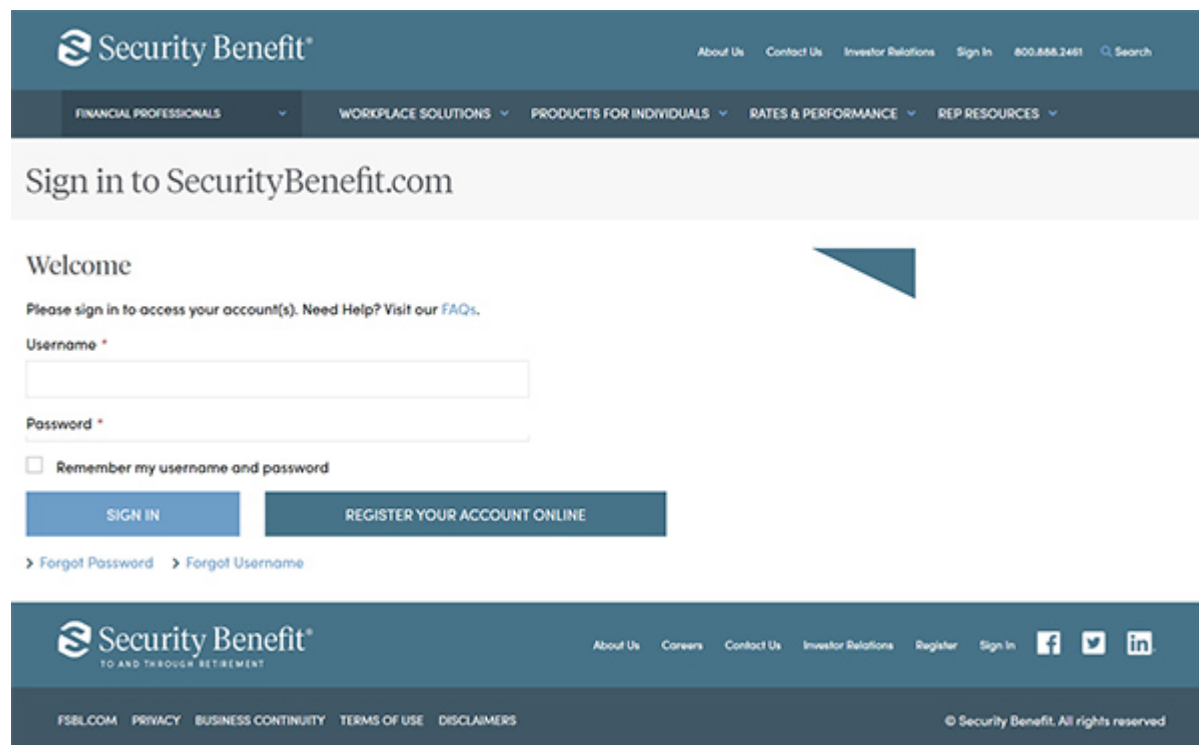 Security Benefit®
About Us Contact Us Investor Relations Sign In 800.888.2461 Search
FINANCIAL PROFESSIONALS WORKPLACE SOLUTIONS PRODUCTS FOR INDIVIDUALS RATES & PERFORMANCE REP RESOURCES
Sign in to SecurityBenefit.com
Welcome
Please sign in to access your account(s). Need Help? Visit our FAQs.
Username *
Password *
Remember my username and password
SIGN IN REGISTER YOUR ACCOUNT ONLINE
> Forgot Password > Forgot Username
Security Benefit®
TO AND THROUGH RETIREMENT
About Us Careers Contact Us Investor Relations Register Sign In f in
FSBL.COM PRIVACY BUSINESS CONTINUITY TERMS OF USE DISCLAIMERS
© Security Benefit. All rights reserved